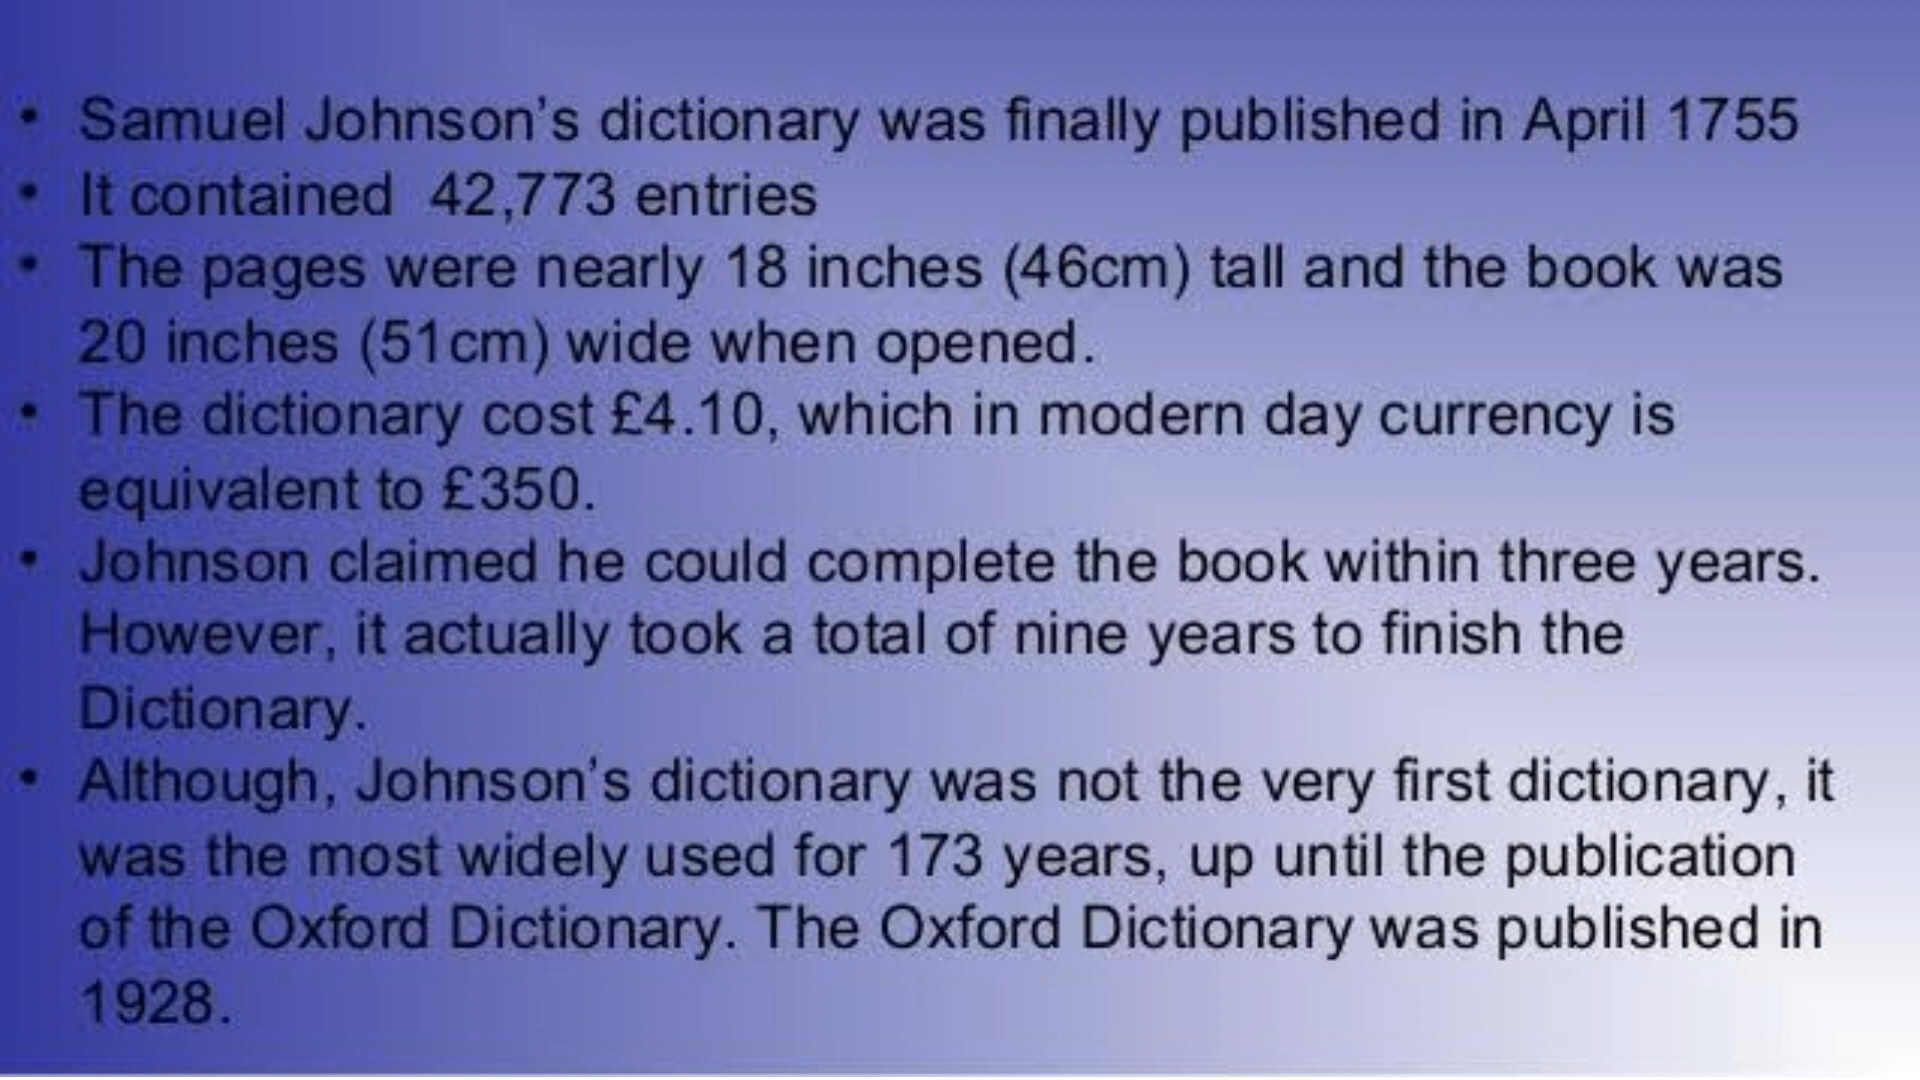 • Samuel Johnson’s dictionary was finally published in April 1755
• It contained  42,773 entries
• The pages were nearly 18 inches (46cm) tall and the book was
20 inches (51cm) wide when opened.
• The dictionary cost £4.10, which in modern day currency is
equivalent to £350.
• Johnson claimed he could complete the book within three years.
However, it actually took a total of nine years to finish the
Dictionary.
• Although, Johnson’s dictionary was not the very first dictionary, it
was the most widely used for 173 years, up until the publication
of the Oxford Dictionary. The Oxford Dictionary was published in
1928.